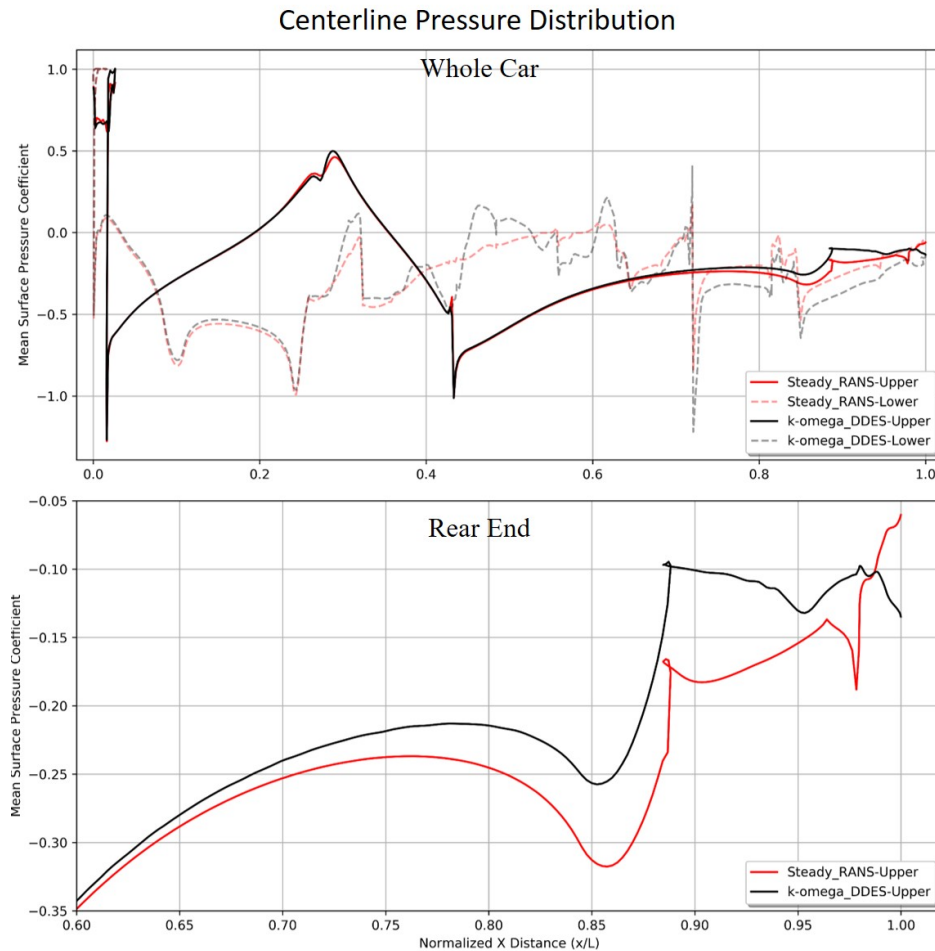 Centerline Pressure Distribution
Whole Car
Mean Surface Pressure Coefficient
1.0
0.5
0.0
−0.5
−1.0
Steady_RANS-Upper
Steady_RANS-Lower
k-omega_DDES-Upper
k-omega_DDES-Lower
0.0 0.2 0.4 0.6 0.8 1.0
Rear End
Mean Surface Pressure Coefficient
−0.05
−0.10
−0.15
−0.20
−0.25
−0.30
−0.35
Steady_RANS-Upper
k-omega_DDES-Upper
0.60 0.65 0.70 0.75 0.80 0.85 0.90 0.95 1.00
Normalized X Distance (x/L)